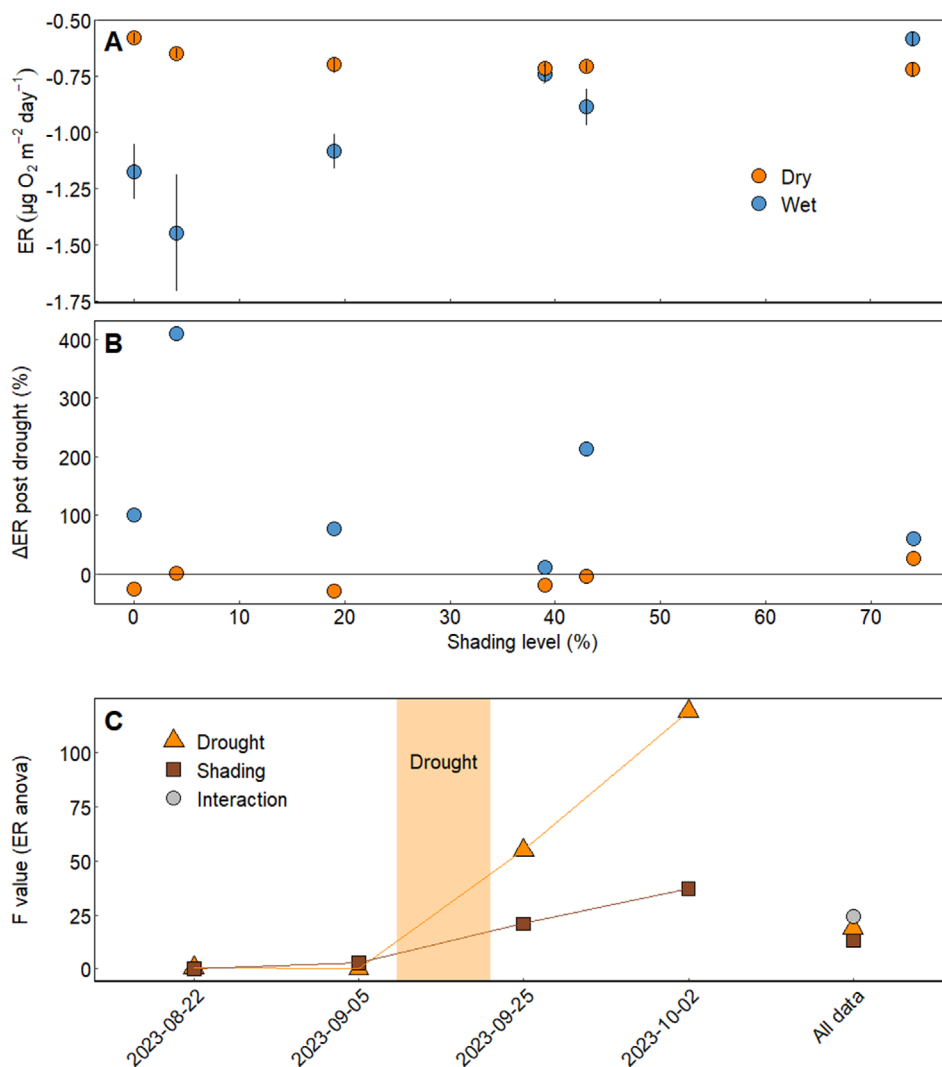 A
-0.50
-0.75
-1.00
-1.25
-1.50
-1.75
ER (µg O₂ m⁻² day⁻¹)
Dry
Wet
B
400
300
200
100
0
ΔER post drought (%)
0 10 20 30 40 50 60 70
Shading level (%)
C
Drought
Shading
Interaction
Drought
100
75
50
25
0
F value (ER anova)
2023-08-22
2023-09-05
2023-09-25
2023-10-02
All data